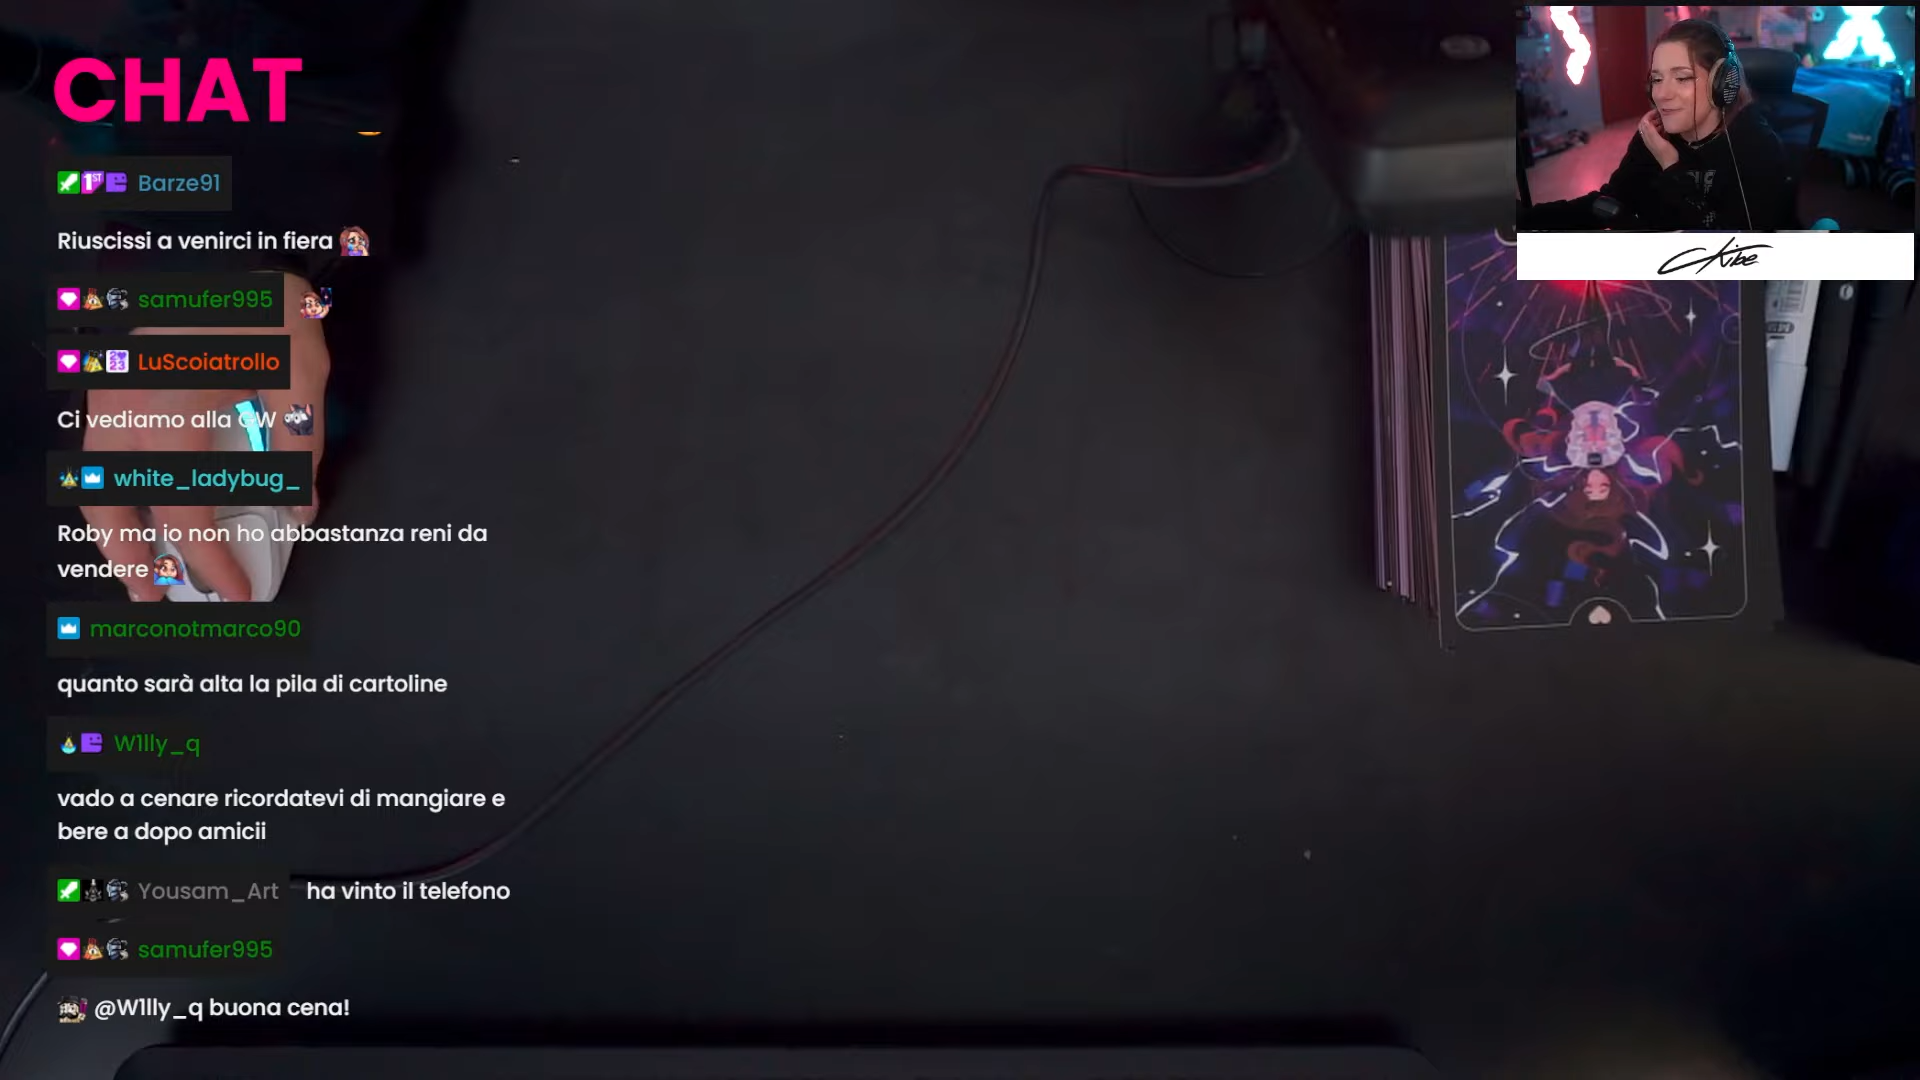 CHAT
Barze91
Riuscissi a venirci in fiera
samufer995
LuScoiatrollo
Ci vediamo alla GW
white_ladybug_
Roby ma io non ho abbastanza reni da
vendere
marconotmarco90
quanto sarà alta la pila di cartoline
W1lly_q
vado a cenare ricordatevi di mangiare e
bere a dopo amicii
Yousam_Art ha vinto il telefono
samufer995
@W1lly_q buona cena!
Kibe